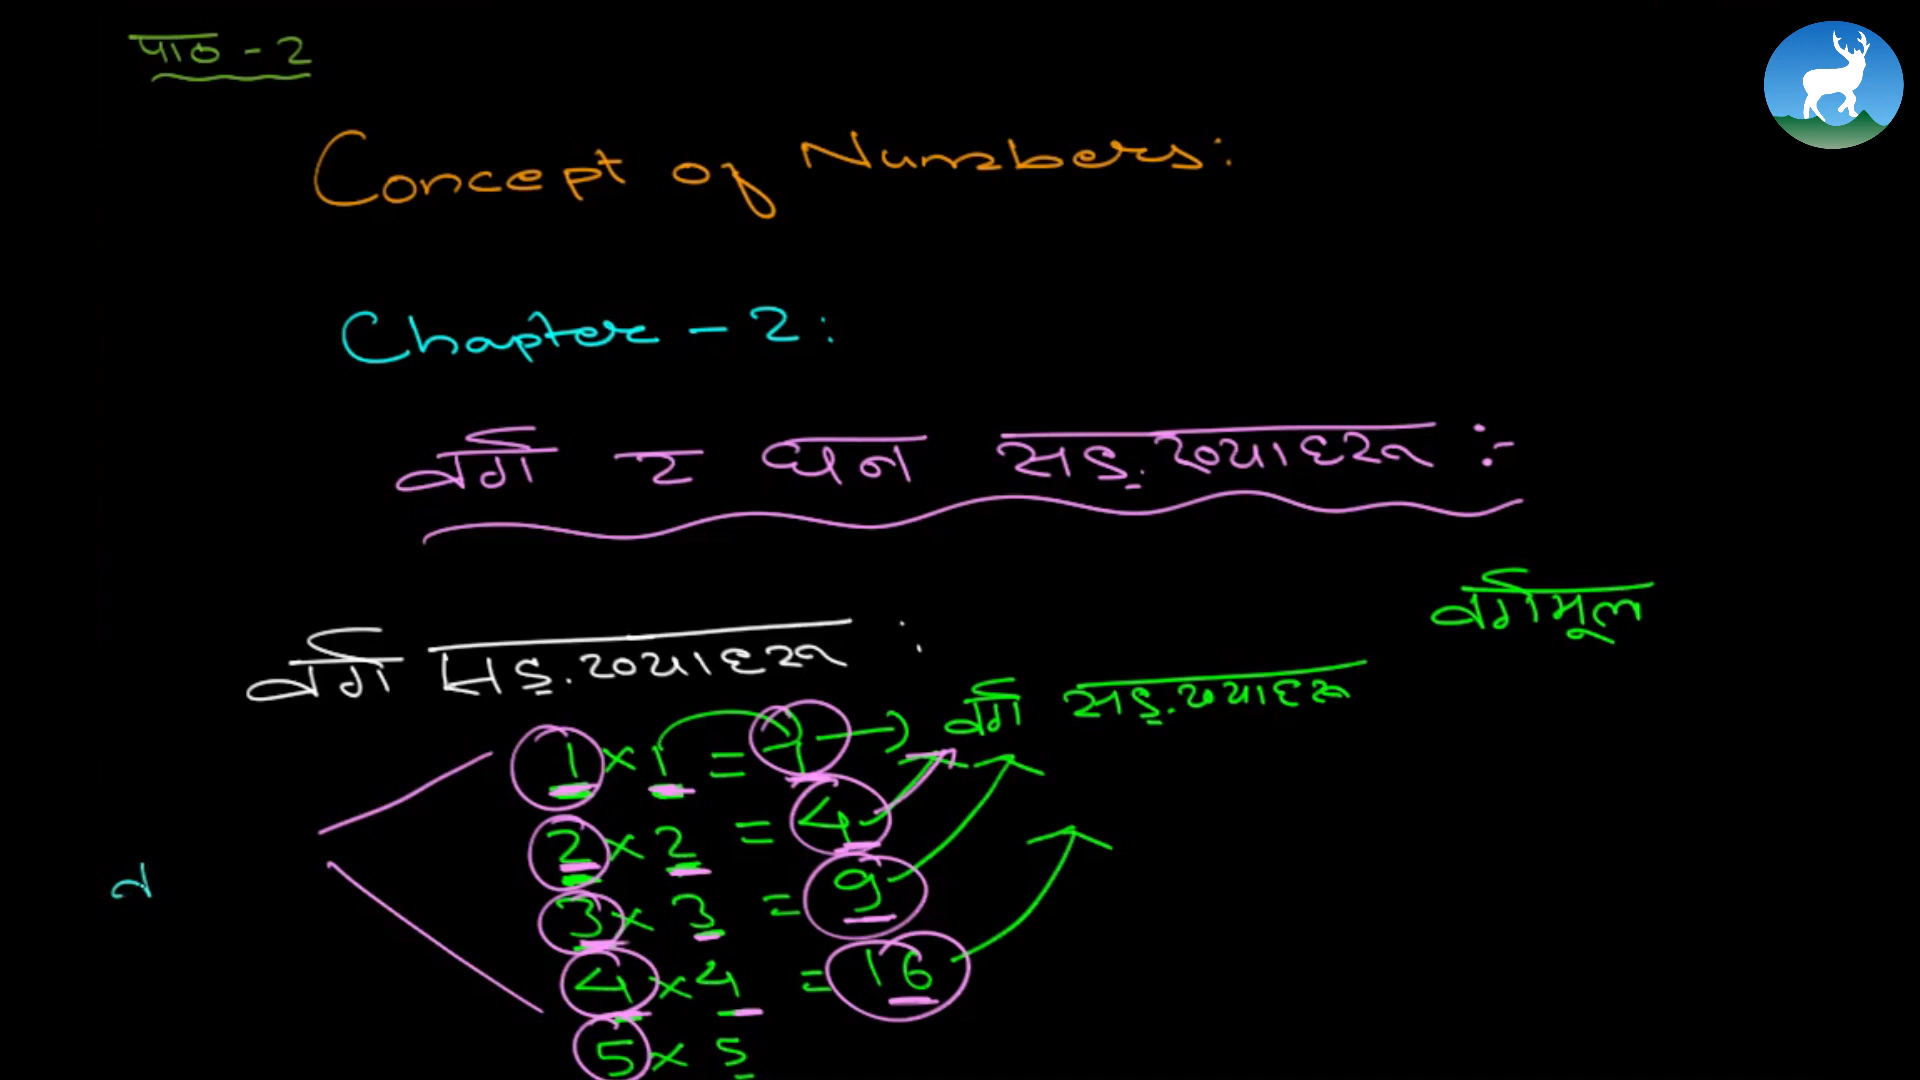 पाठ - 2
Concept of Numbers:
Chapter - 2:
वर्ग र घन सङ्ख्याहरू :-
वर्गमूल
वर्ग सङ्ख्याहरू :
1 × 1 = 1 → वर्ग सङ्ख्याहरू
2 × 2 = 4
3 × 3 = 9
4 × 4 = 16
5 × 5